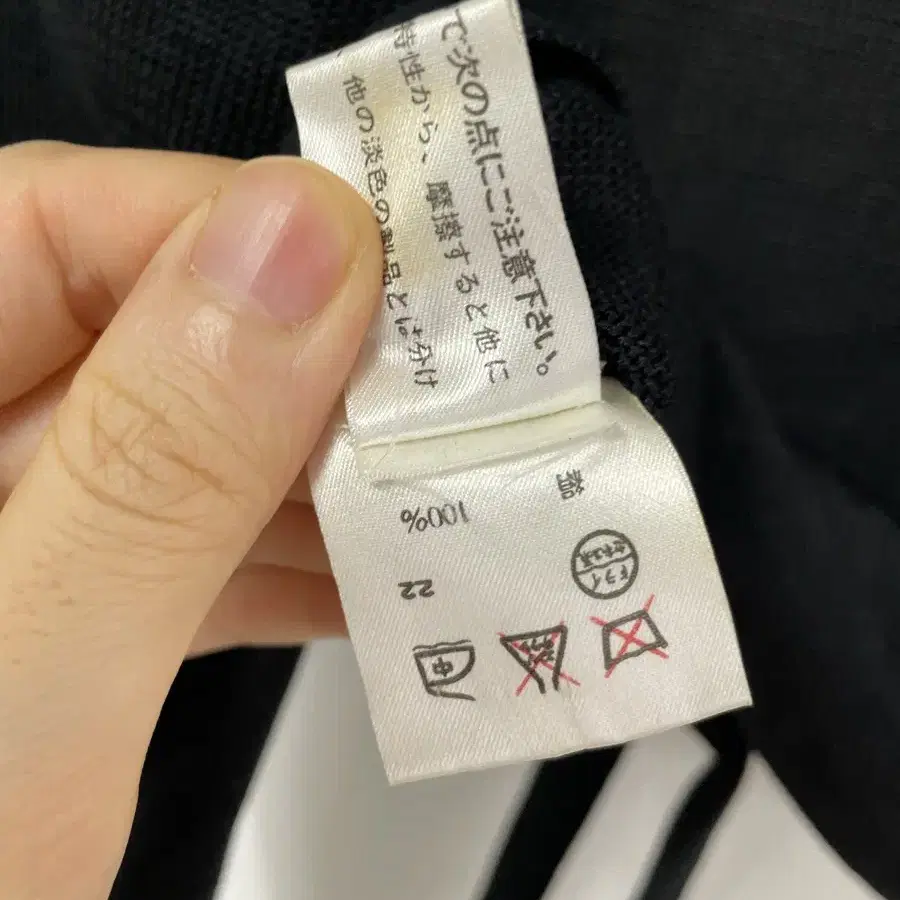 で次の点にご注意下さい。
特性から、摩擦すると他に
、他の淡色の製品とは分け
中
ドライ
セキユ系
22
綿 100%